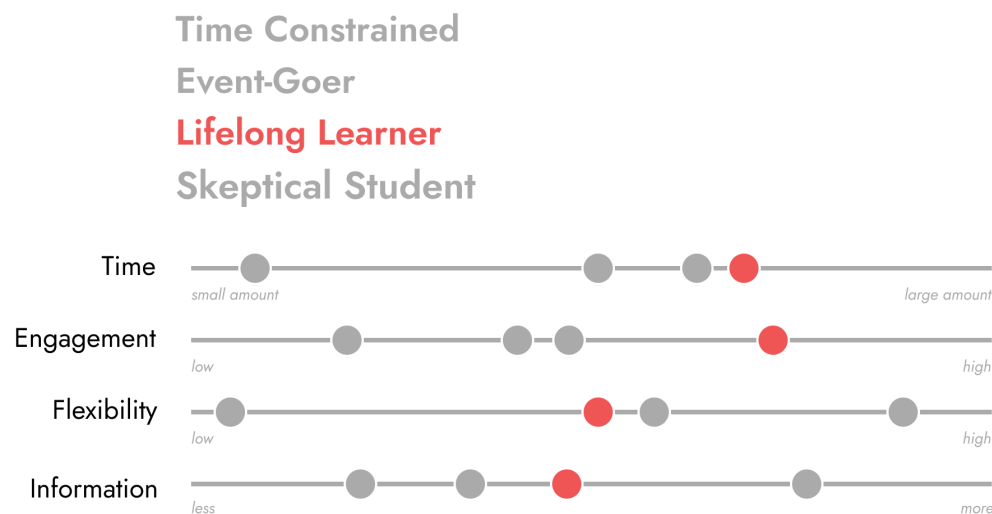 Time Constrained
Event-Goer
Lifelong Learner
Skeptical Student
Time
small amount
large amount
Engagement
low
high
Flexibility
low
high
Information
less
more